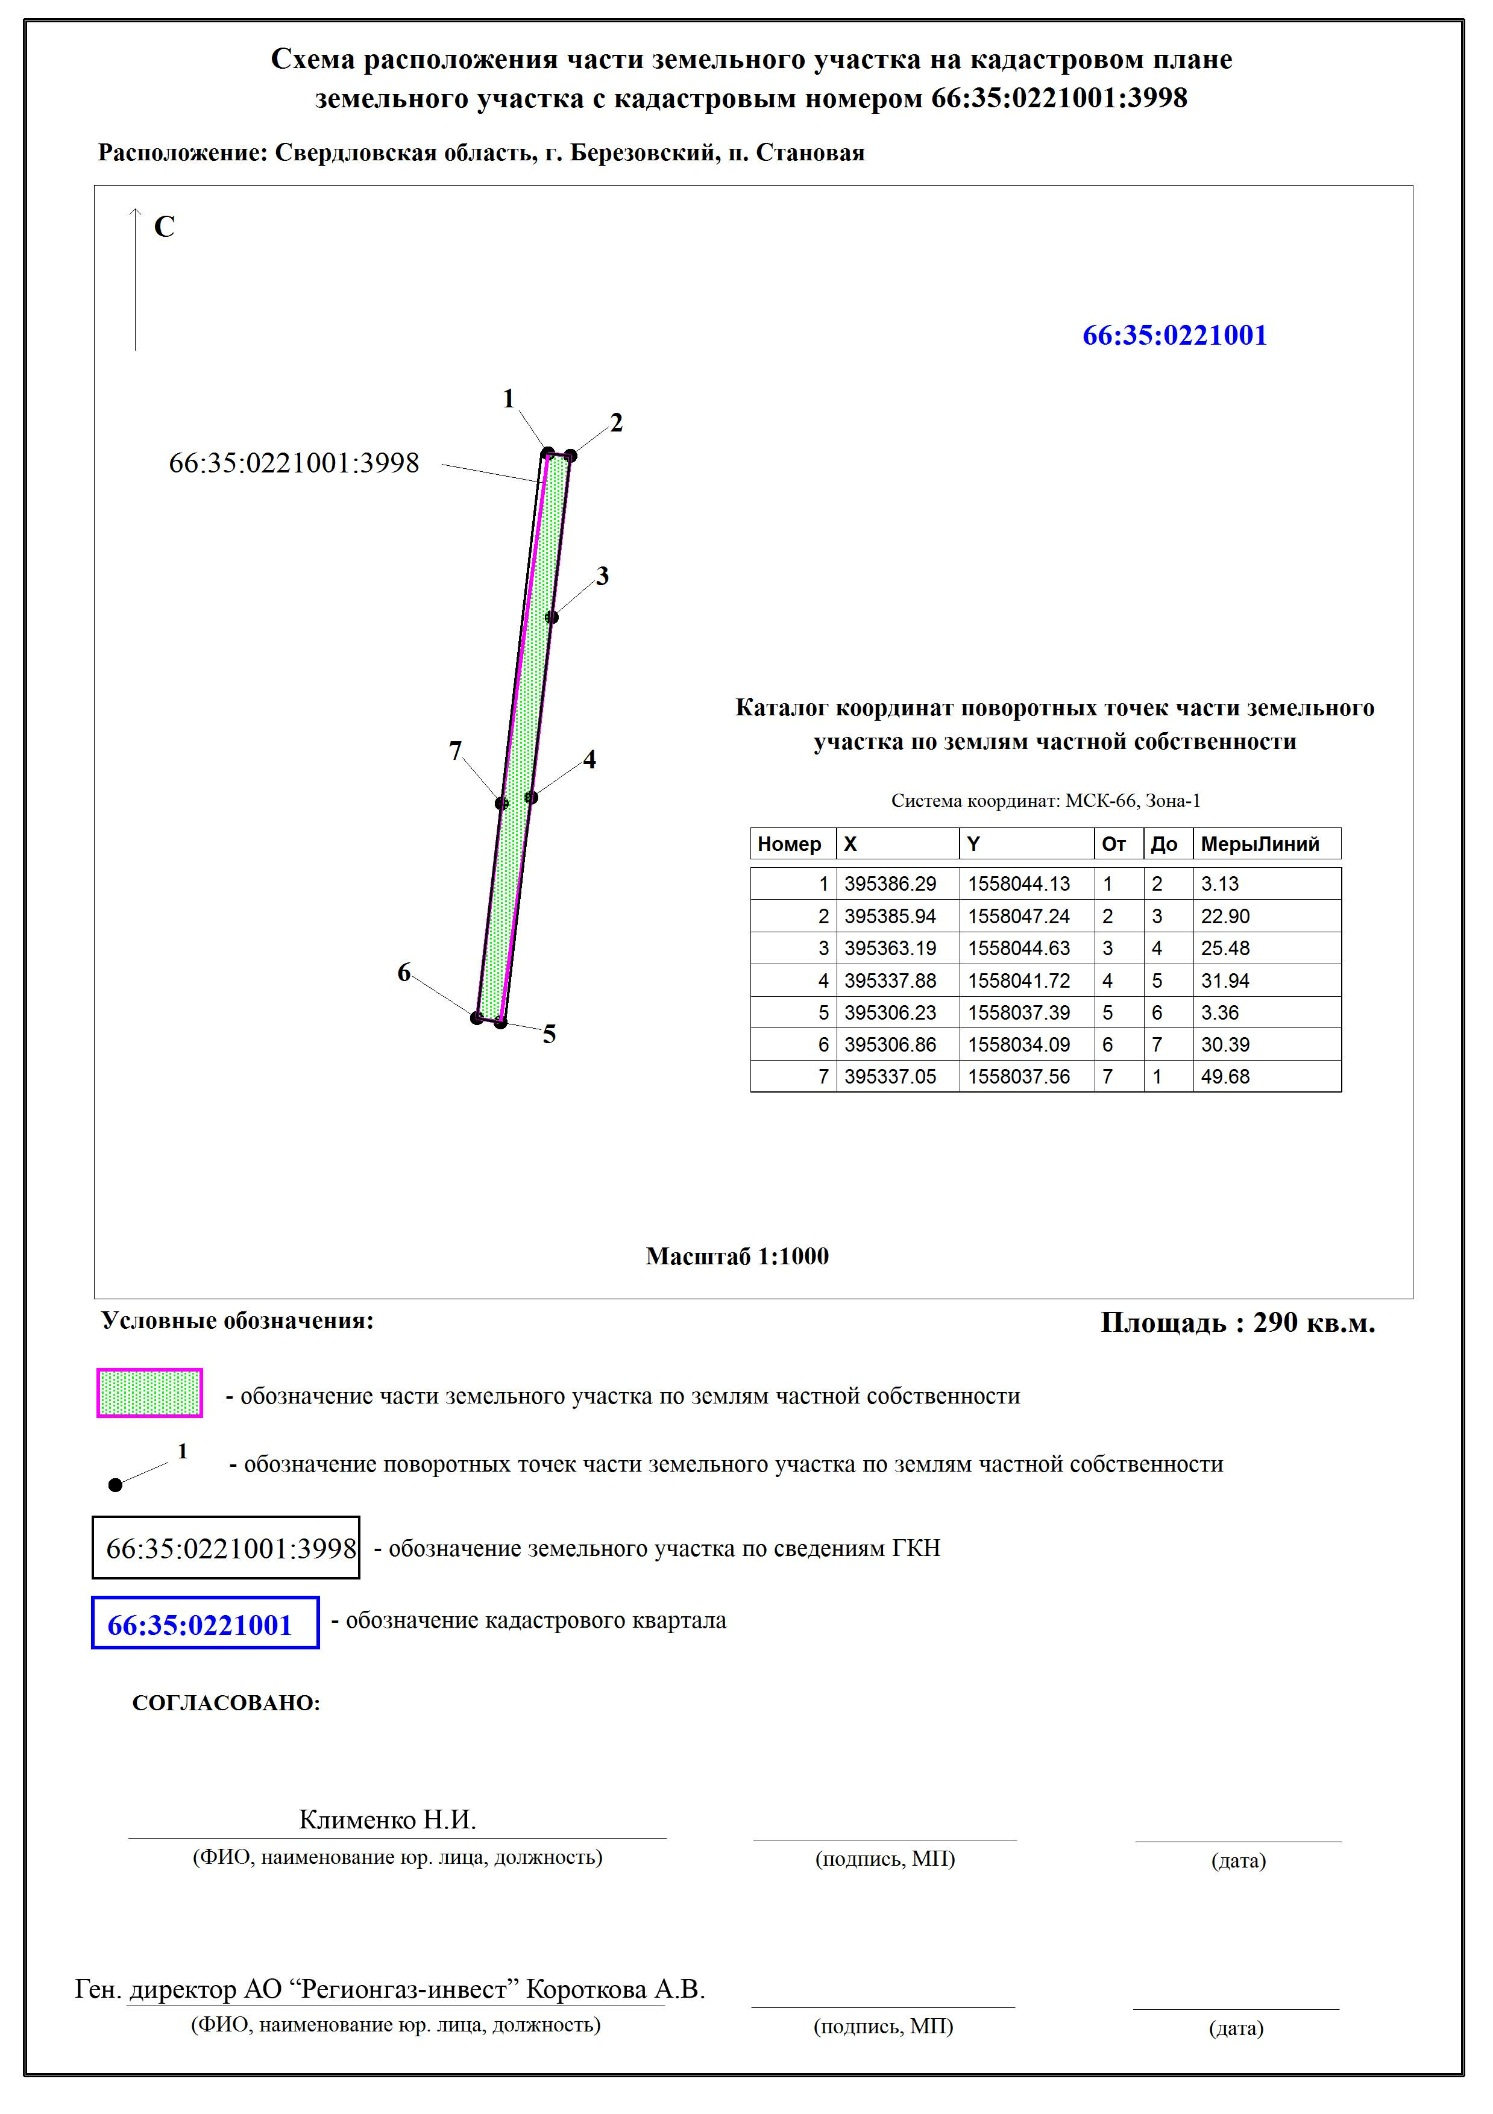 Схема расположения части земельного участка на кадастровом плане
земельного участка с кадастровым номером 66:35:0221001:3998
Расположение: Свердловская область, г. Березовский, п. Становая
С
66:35:0221001
1
2
66:35:0221001:3998
3
7
4
6
5
Каталог координат поворотных точек части земельного
участка по землям частной собственности
Система координат: МСК-66, Зона-1
Номер X Y От До МерыЛиний
1 395386.29 1558044.13 1 2 3.13
2 395385.94 1558047.24 2 3 22.90
3 395363.19 1558044.63 3 4 25.48
4 395337.88 1558041.72 4 5 31.94
5 395306.23 1558037.39 5 6 3.36
6 395306.86 1558034.09 6 7 30.39
7 395337.05 1558037.56 7 1 49.68
Масштаб 1:1000
Условные обозначения:
Площадь : 290 кв.м.
- обозначение части земельного участка по землям частной собственности
1
- обозначение поворотных точек части земельного участка по землям частной собственности
66:35:0221001:3998 - обозначение земельного участка по сведениям ГКН
66:35:0221001 - обозначение кадастрового квартала
СОГЛАСОВАНО:
Клименко Н.И.
(ФИО, наименование юр. лица, должность) (подпись, МП) (дата)
Ген. директор АО “Регионгаз-инвест” Короткова А.В.
(ФИО, наименование юр. лица, должность) (подпись, МП) (дата)